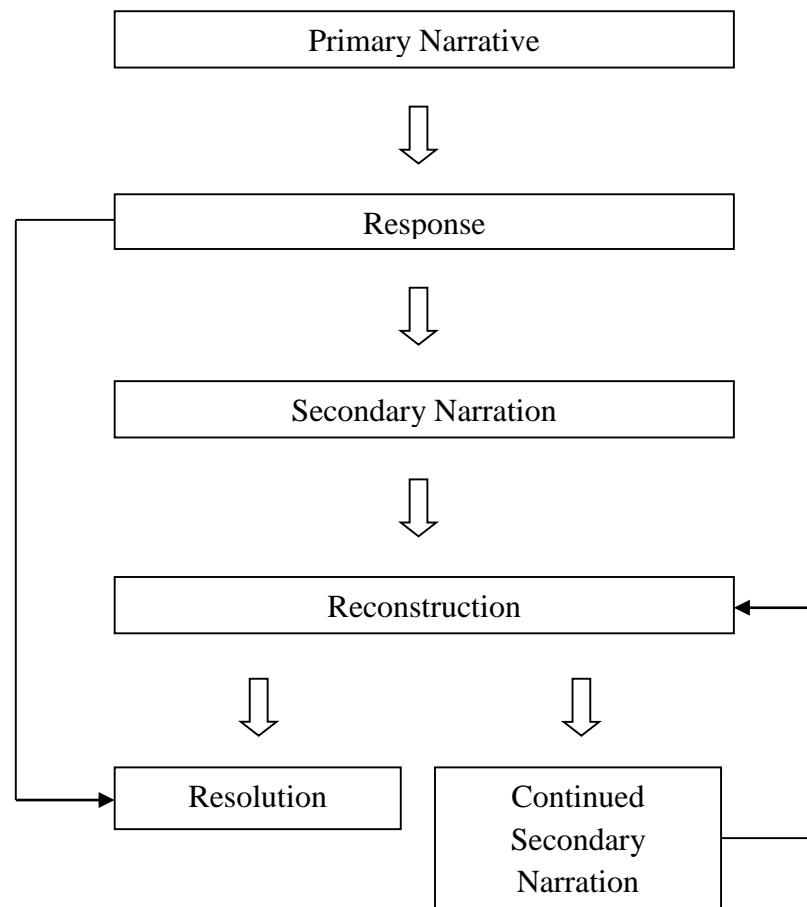 Primary Narrative
Response
Secondary Narration
Reconstruction
Resolution
Continued
Secondary
Narration